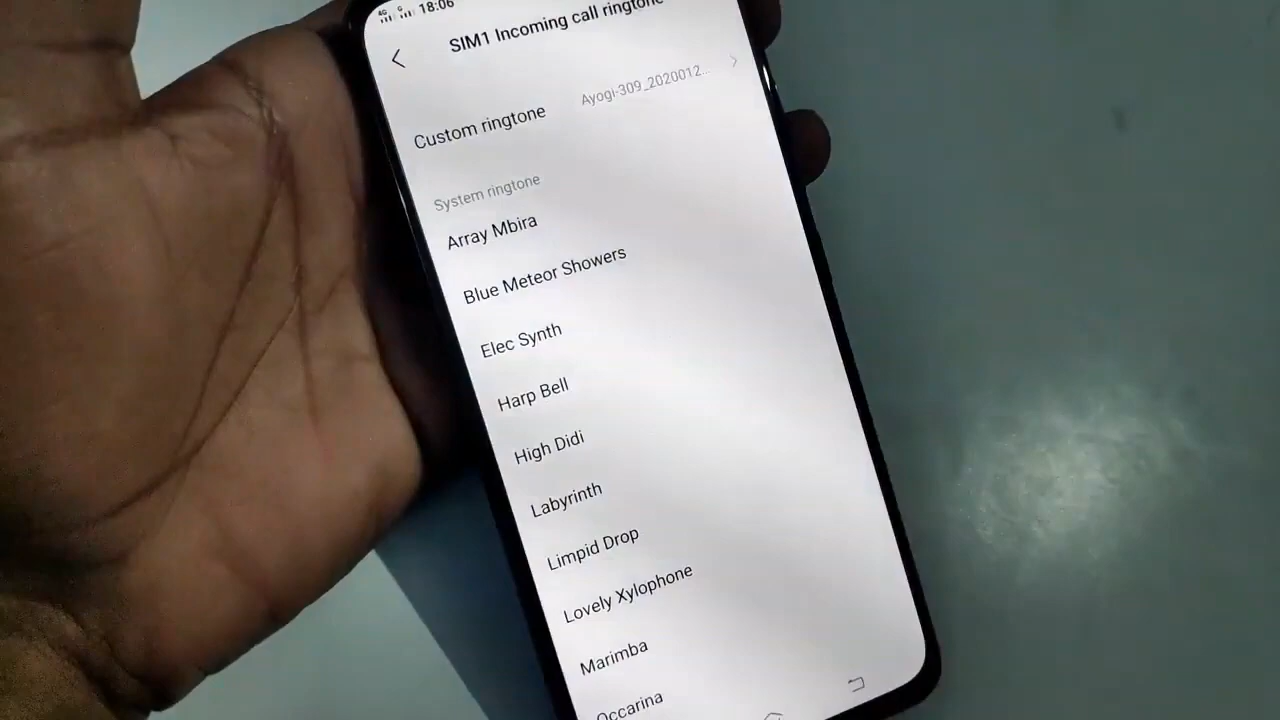 4G G 18:06
SIM1 Incoming call ringtone
Custom ringtone Ayogi-309_2020012...
System ringtone
Array Mbira
Blue Meteor Showers
Elec Synth
Harp Bell
High Didi
Labyrinth
Limpid Drop
Lovely Xylophone
Marimba
Occarina